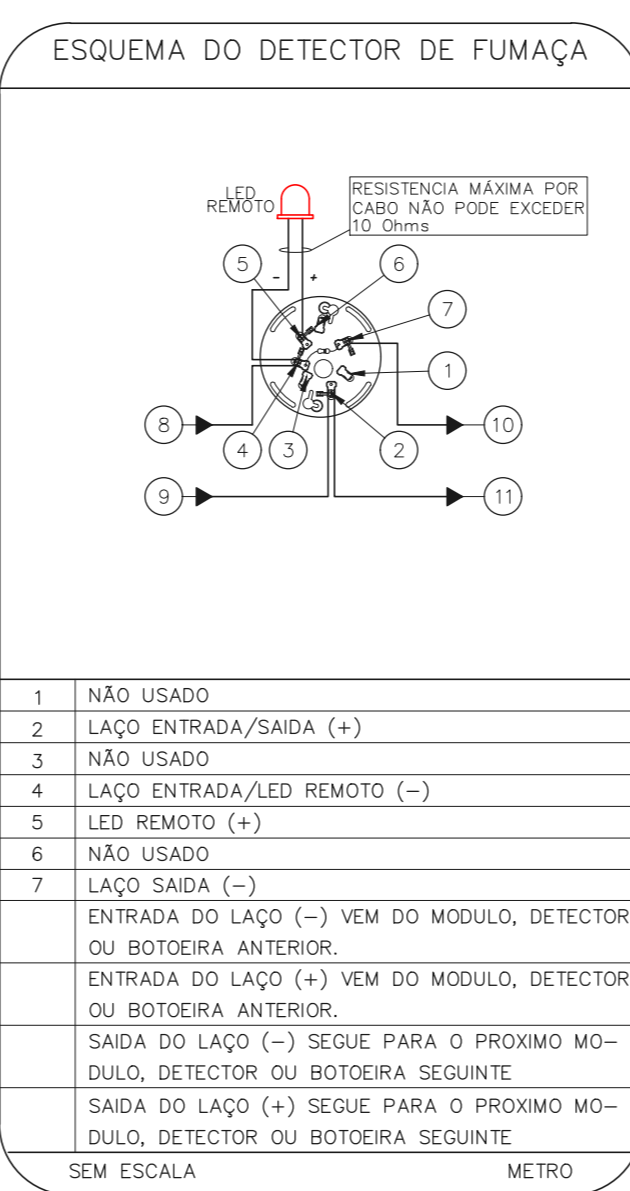 ESQUEMA DO DETECTOR DE FUMAÇA
LED
REMOTO
RESISTENCIA MÁXIMA POR
CABO NÃO PODE EXCEDER
10 Ohms
5
- +
6
7
1
8
10
4
3
2
9
11
1 NÃO USADO
2 LAÇO ENTRADA/SAIDA (+)
3 NÃO USADO
4 LAÇO ENTRADA/LED REMOTO (−)
5 LED REMOTO (+)
6 NÃO USADO
7 LAÇO SAIDA (−)
ENTRADA DO LAÇO (−) VEM DO MODULO, DETECTOR
OU BOTOEIRA ANTERIOR.
ENTRADA DO LAÇO (+) VEM DO MODULO, DETECTOR
OU BOTOEIRA ANTERIOR.
SAIDA DO LAÇO (−) SEGUE PARA O PROXIMO MO−
DULO, DETECTOR OU BOTOEIRA SEGUINTE
SAIDA DO LAÇO (+) SEGUE PARA O PROXIMO MO−
DULO, DETECTOR OU BOTOEIRA SEGUINTE
SEM ESCALA METRO